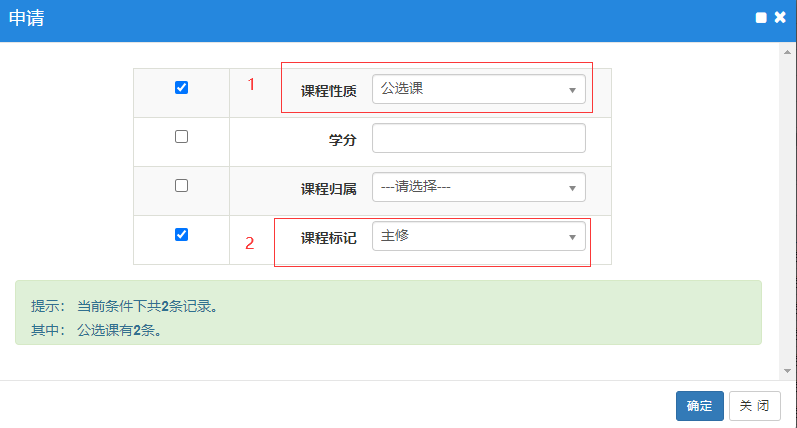 申请
1 课程性质 公选课
学分
课程归属 ---请选择---
2 课程标记 主修
提示： 当前条件下共2条记录。
其中： 公选课有2条。
确定 关 闭